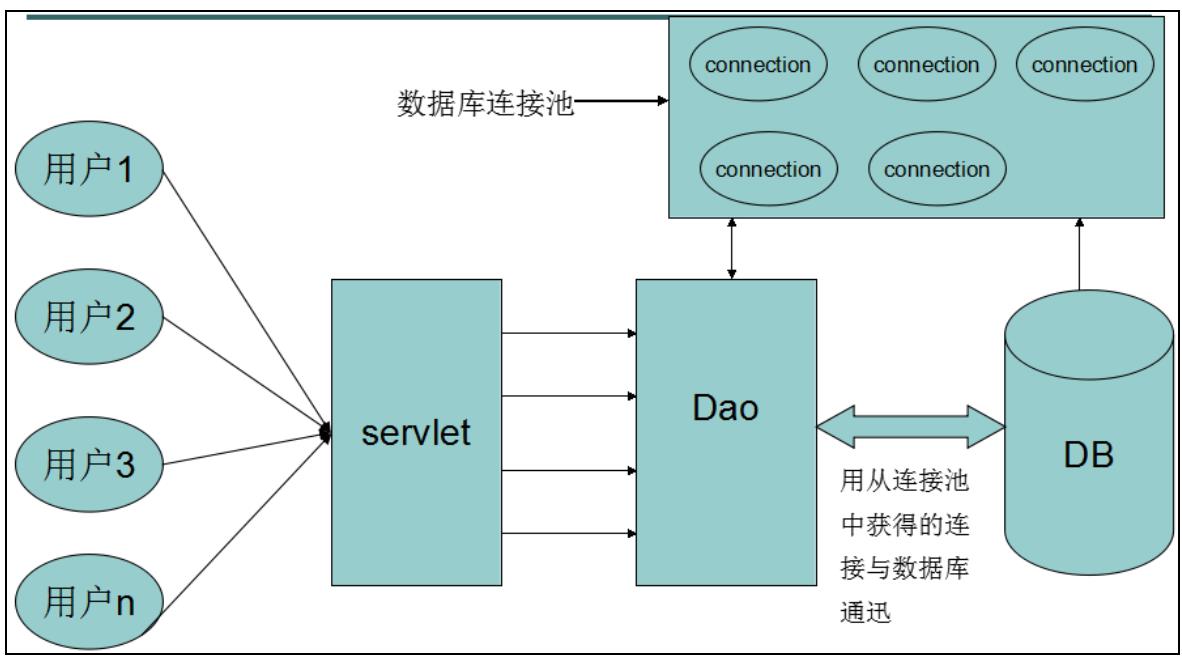 connection
connection
connection
数据库连接池
connection
connection
用户1
用户2
用户3
用户n
servlet
Dao
DB
用从连接池
中获得的连
接与数据库
通迅